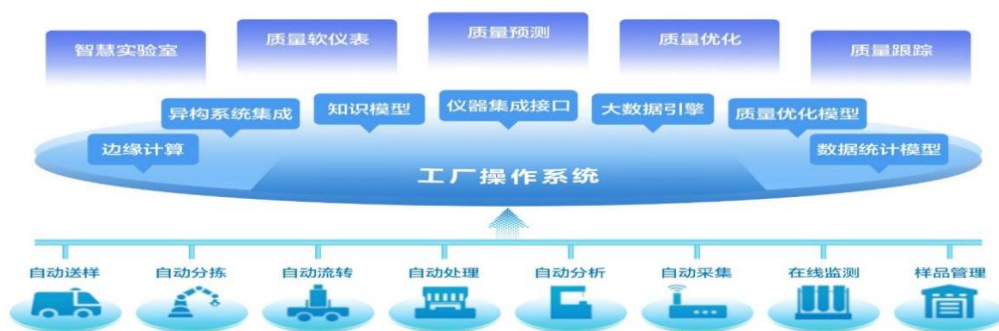 智慧实验室
质量软仪表
质量预测
质量优化
质量跟踪
异构系统集成
知识模型
仪器集成接口
大数据引擎
质量优化模型
边缘计算
数据统计模型
工厂操作系统
自动送样
自动分拣
自动流转
自动处理
自动分析
自动采集
在线监测
样品管理